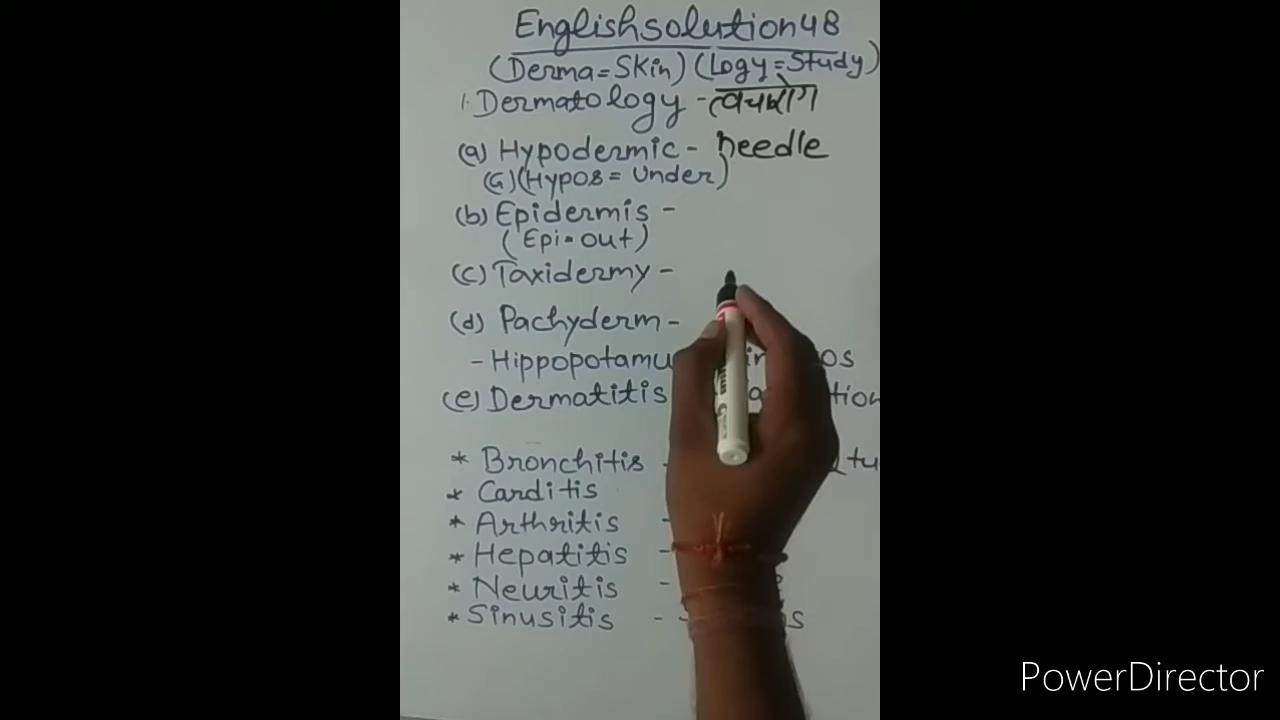 Englishsolution48
(Derma=Skin) (Logy=Study)
1. Dermatology - त्वचारोग
(a) Hypodermic - Needle
(G)(Hypos = Under)
(b) Epidermis -
(Epi=out)
(c) Taxidermy -
(d) Pachyderm -
- Hippopotamu
(e) Dermatitis
* Bronchitis -
* Carditis
* Arthritis -
* Hepatitis -
* Neuritis -
* Sinusitis -
PowerDirector